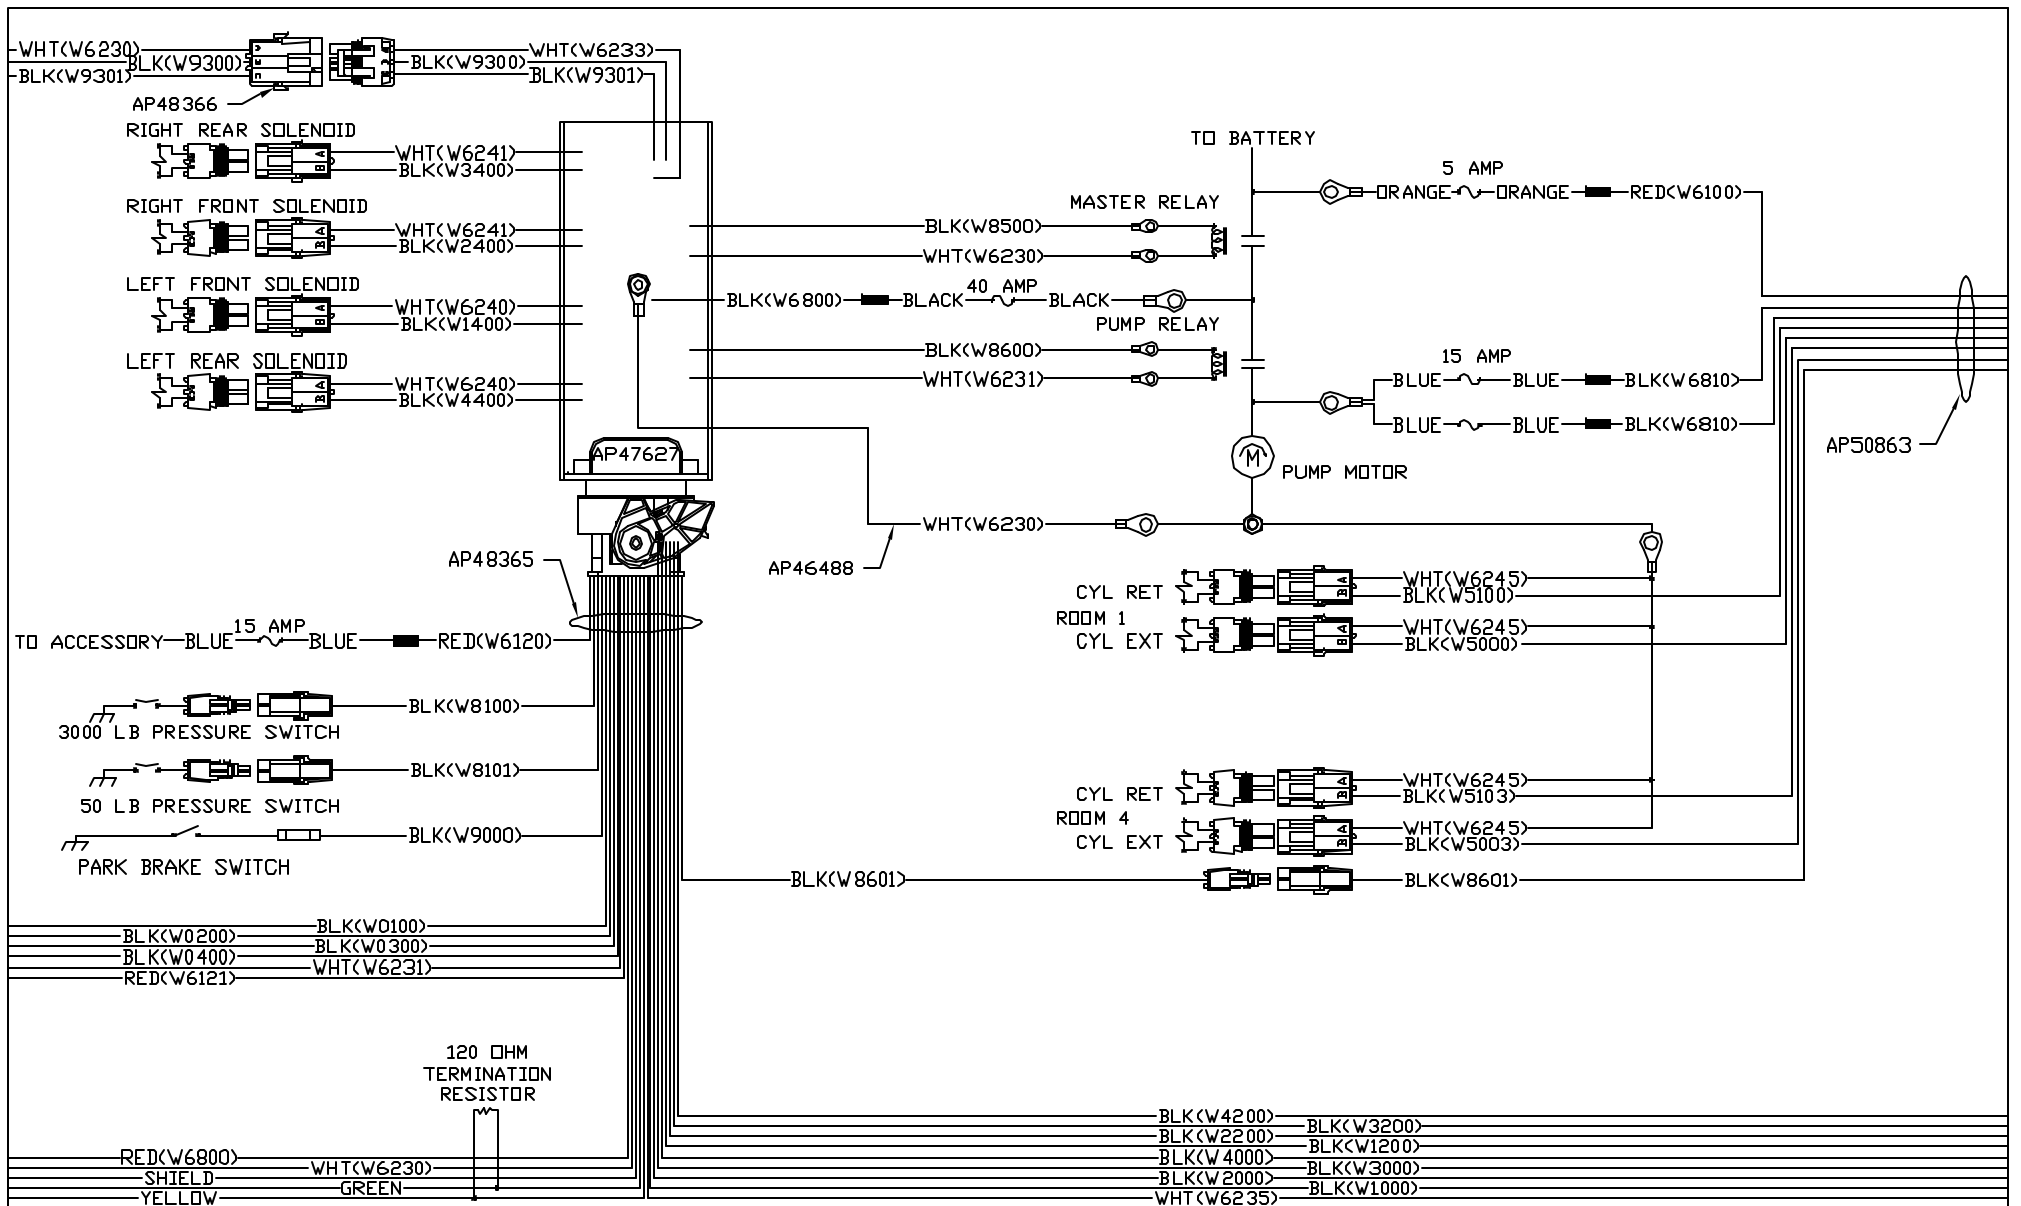 WHT(W6230)
BLK(W9300)
BLK(W9301)
WHT(W6233)
BLK(W9300)
BLK(W9301)
AP48366
RIGHT REAR SOLENOID
A
B
WHT(W6241)
BLK(W3400)
RIGHT FRONT SOLENOID
A
B
WHT(W6241)
BLK(W2400)
LEFT FRONT SOLENOID
A
B
WHT(W6240)
BLK(W1400)
LEFT REAR SOLENOID
A
B
WHT(W6240)
BLK(W4400)
AP47627
TO BATTERY
5 AMP
ORANGE
ORANGE
RED(W6100)
MASTER RELAY
BLK(W8500)
WHT(W6230)
40 AMP
BLK(W6800)
BLACK
BLACK
PUMP RELAY
BLK(W8600)
WHT(W6231)
15 AMP
BLUE
BLUE
BLK(W6810)
BLUE
BLUE
BLK(W6810)
AP50863
M
PUMP MOTOR
WHT(W6230)
AP46488
AP48365
15 AMP
TO ACCESSORY
BLUE
BLUE
RED(W6120)
BLK(W8100)
3000 LB PRESSURE SWITCH
BLK(W8101)
50 LB PRESSURE SWITCH
BLK(W9000)
PARK BRAKE SWITCH
CYL RET
A
B
WHT(W6245)
BLK(W5100)
ROOM 1
CYL EXT
A
B
WHT(W6245)
BLK(W5000)
CYL RET
A
B
WHT(W6245)
BLK(W5103)
ROOM 4
CYL EXT
A
B
WHT(W6245)
BLK(W5003)
BLK(W8601)
BLK(W8601)
BLK(W0100)
BLK(W0200)
BLK(W0300)
BLK(W0400)
WHT(W6231)
RED(W6121)
120 OHM
TERMINATION
RESISTOR
RED(W6800)
WHT(W6230)
SHIELD
GREEN
YELLOW
BLK(W4200)
BLK(W3200)
BLK(W2200)
BLK(W1200)
BLK(W4000)
BLK(W3000)
BLK(W2000)
BLK(W1000)
WHT(W6235)